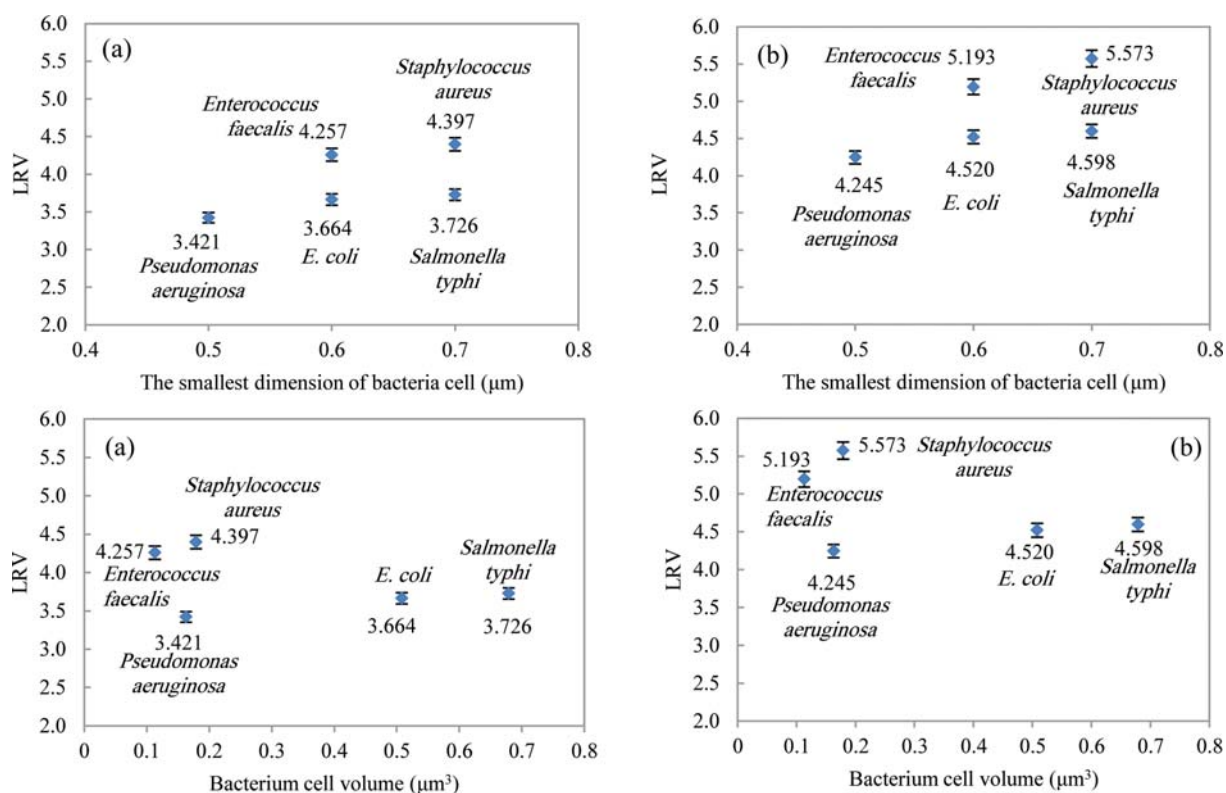 (a)
6.0
5.5
5.0
4.5
4.0
3.5
3.0
2.5
2.0
LRV
Staphylococcus
aureus
4.397
Enterococcus
faecalis 4.257
3.421
Pseudomonas
aeruginosa
3.664
E. coli
3.726
Salmonella
typhi
0.4 0.5 0.6 0.7 0.8
The smallest dimension of bacteria cell (μm)
(b)
6.0
5.5
5.0
4.5
4.0
3.5
3.0
2.5
2.0
LRV
Enterococcus 5.193
faecalis
5.573
Staphylococcus
aureus
4.245
Pseudomonas
aeruginosa
4.520
E. coli
4.598
Salmonella
typhi
0.4 0.5 0.6 0.7 0.8
The smallest dimension of bacteria cell (μm)
(a)
6.0
5.5
5.0
4.5
4.0
3.5
3.0
2.5
2.0
LRV
Staphylococcus
aureus
4.257
4.397
Enterococcus
faecalis
3.421
Pseudomonas
aeruginosa
E. coli
3.664
Salmonella
typhi
3.726
0 0.1 0.2 0.3 0.4 0.5 0.6 0.7 0.8
Bacterium cell volume (μm³)
(b)
6.0
5.5
5.0
4.5
4.0
3.5
3.0
2.5
2.0
LRV
5.193
5.573
Staphylococcus
aureus
Enterococcus
faecalis
4.245
Pseudomonas
aeruginosa
4.520
E. coli
4.598
Salmonella
typhi
0 0.1 0.2 0.3 0.4 0.5 0.6 0.7 0.8
Bacterium cell volume (μm³)